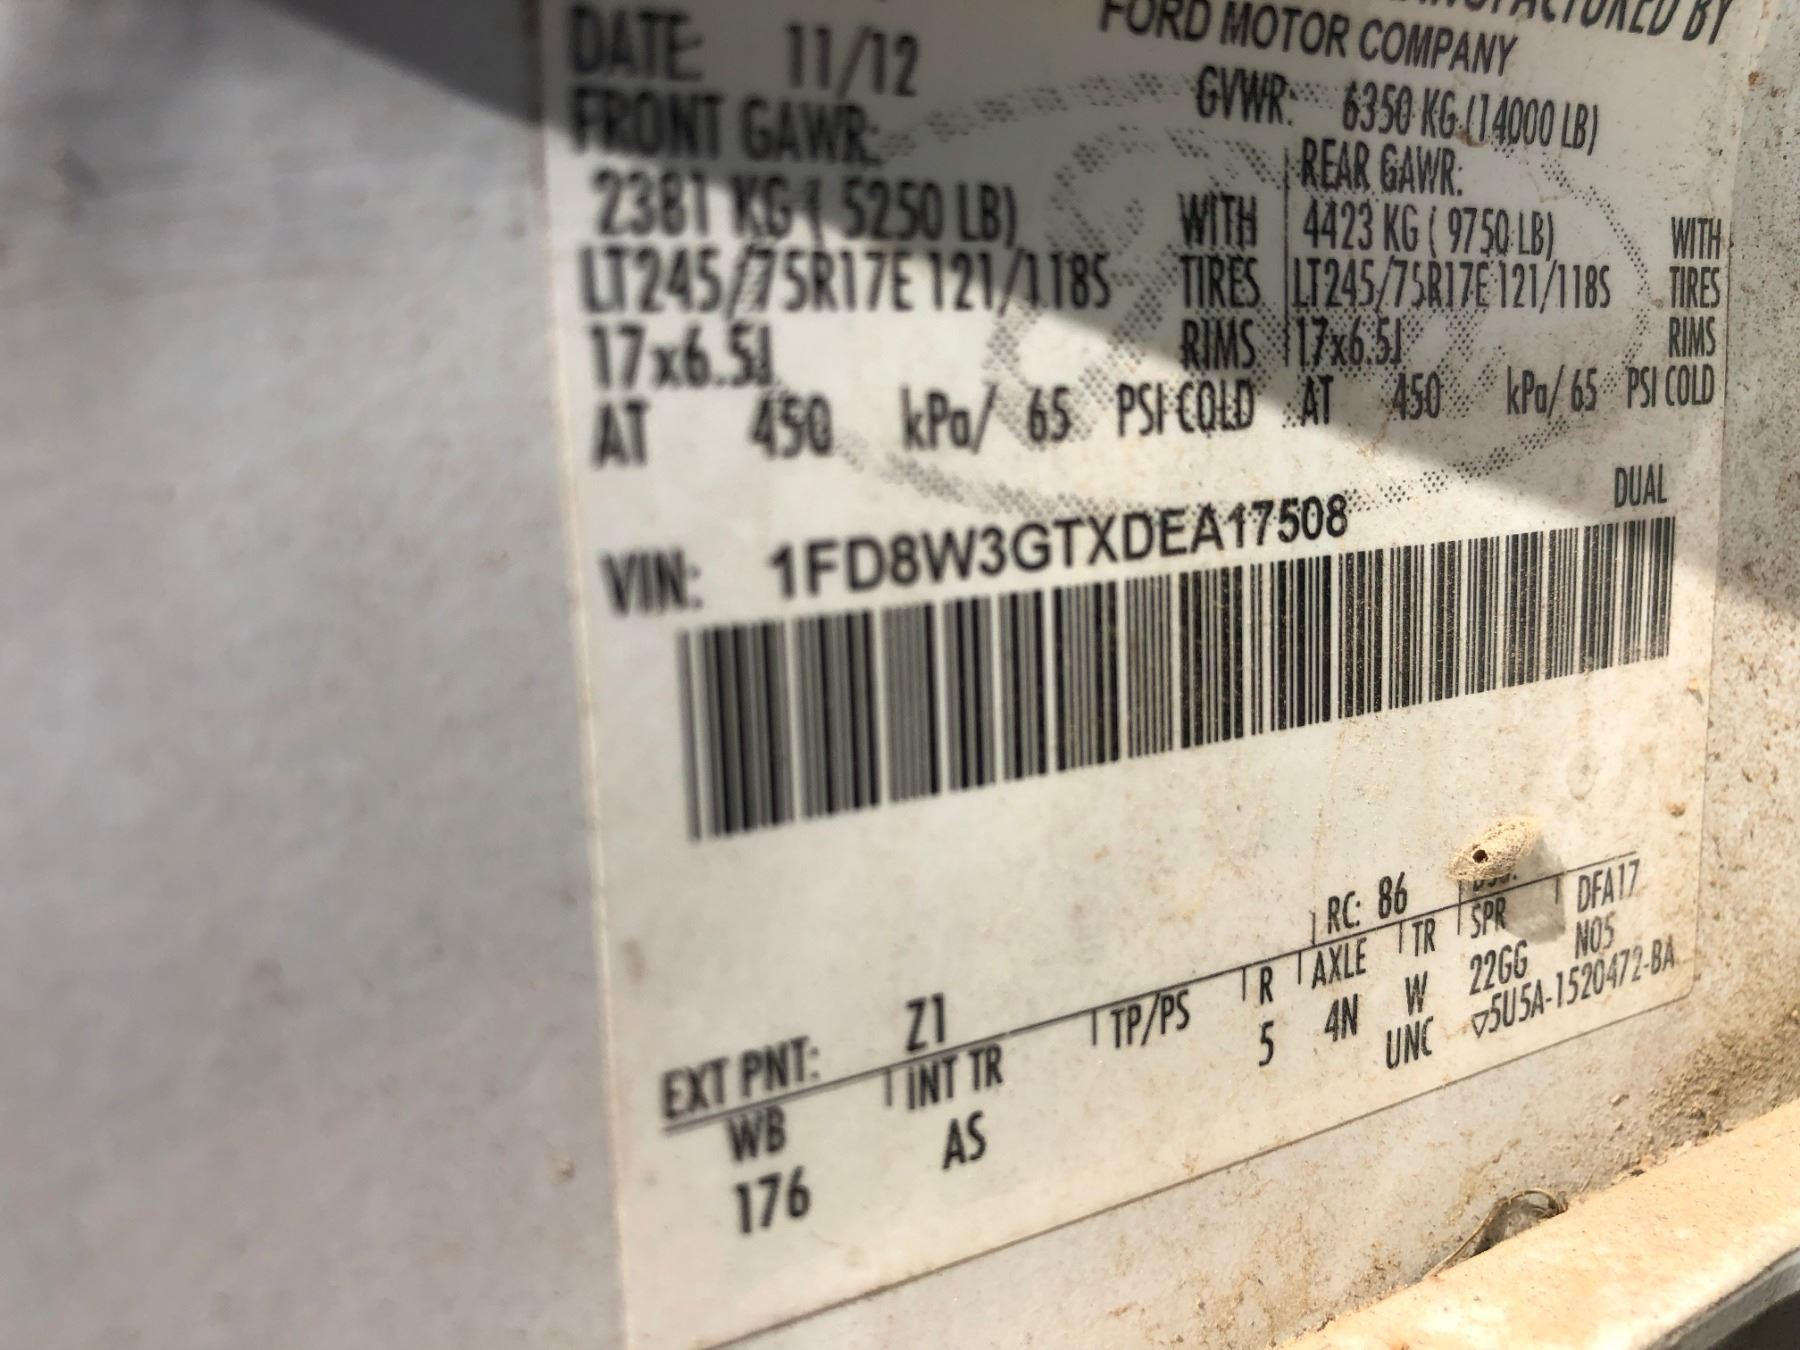 MANUFACTURED BY
FORD MOTOR COMPANY
DATE: 11/12
GVWR: 6350 KG (14000 LB)
FRONT GAWR:
REAR GAWR:
2381 KG ( 5250 LB) WITH
4423 KG ( 9750 LB) WITH
LT245/75R17E 121/118S TIRES
LT245/75R17E 121/118S TIRES
17x6.5J RIMS
17x6.5J RIMS
AT 450 kPa/ 65 PSI COLD
AT 450 kPa/ 65 PSI COLD
DUAL
VIN: 1FD8W3GTXDEA17508
EXT PNT: Z1 RC: 86 DFA17
WB INT TR TP/PS R AXLE TR SPR N05
176 AS 5 4N W 22GG
UNC ▽5U5A-1520472-BA